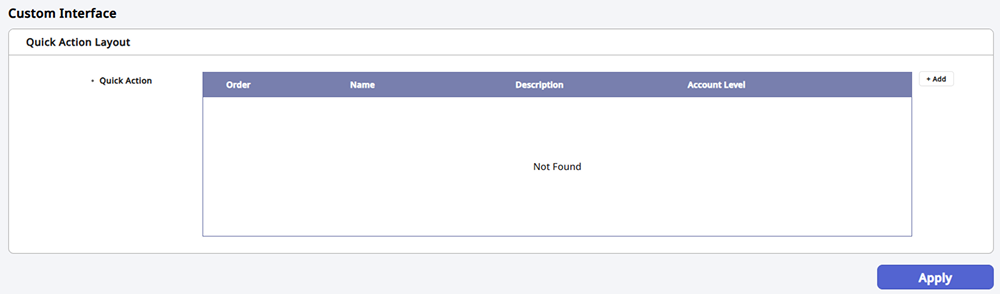 Custom Interface
Quick Action Layout
• Quick Action
Order Name Description Account Level
+ Add
Not Found
Apply